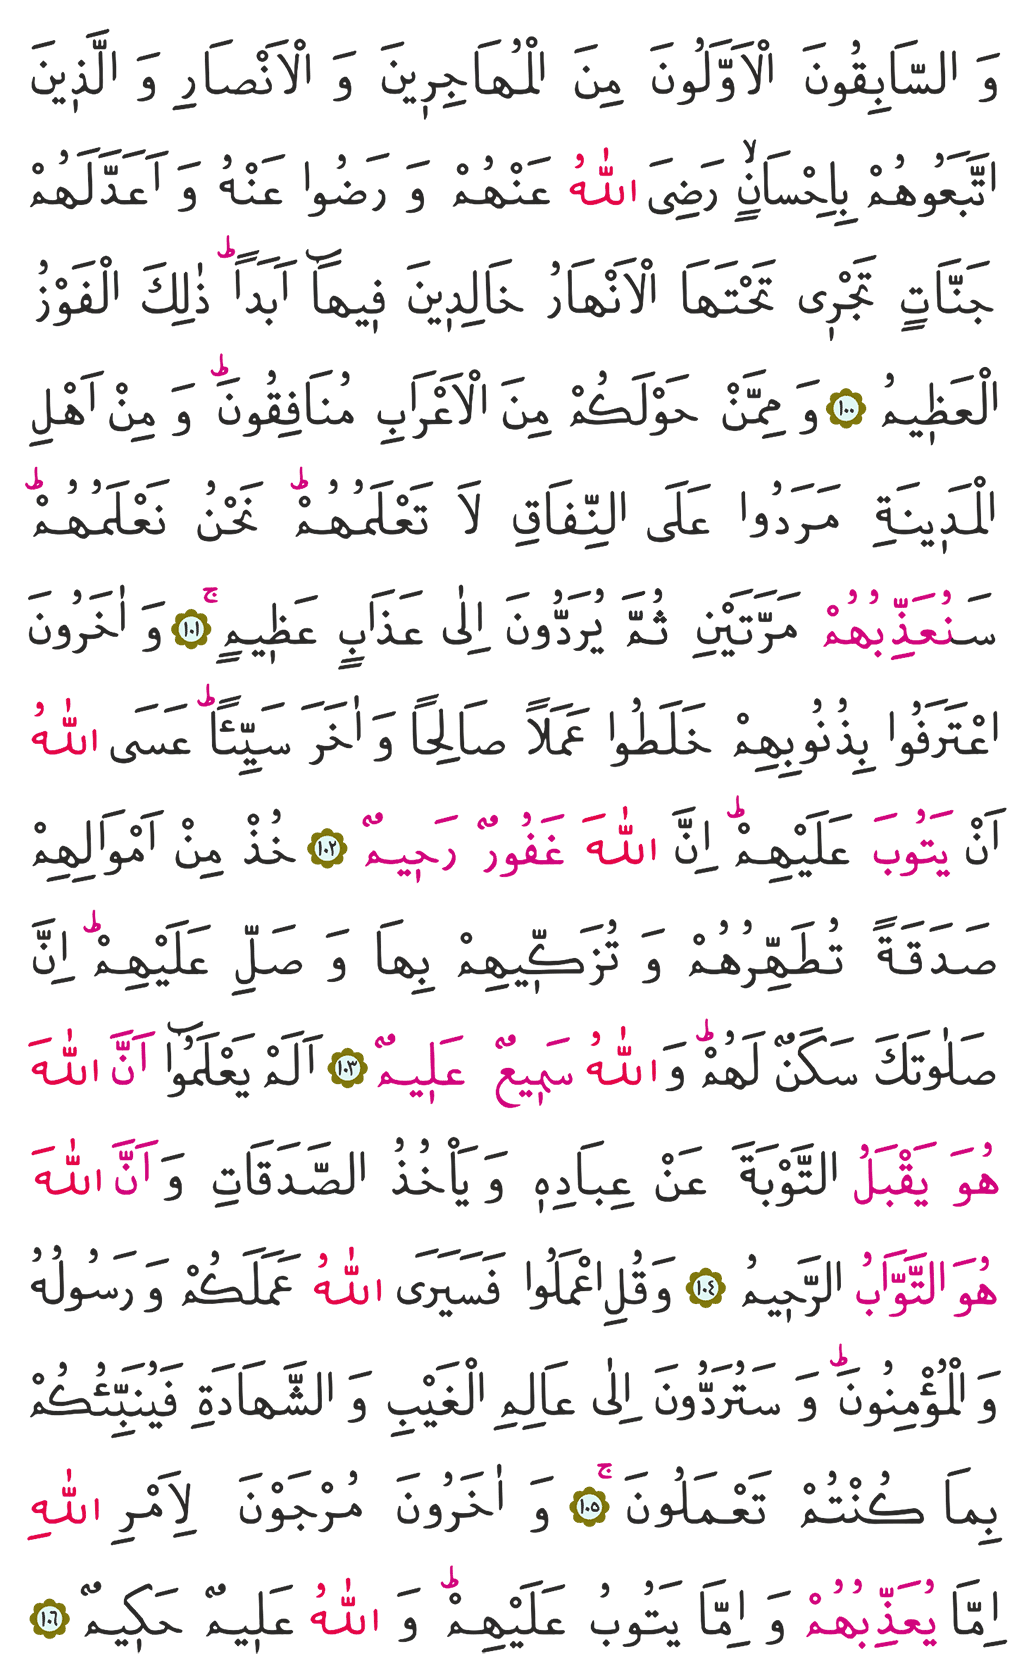 وَ السَّابِقُونَ الْاَوَّلُونَ مِنَ الْمُهَاجِرٖينَ وَ الْاَنْصَارِ وَ الَّذٖينَ
اتَّبَعُوهُمْ بِاِحْسَانٍۙ رَضِىَ اللّٰهُ عَنْهُمْ وَ رَضُوا عَنْهُ وَ اَعَدَّلَهُمْ
جَنَّاتٍ تَجْرٖى تَحْتَهَا الْاَنْهَارُ خَالِدٖينَ فٖيهَٓا اَبَداًؕ ذٰلِكَ الْفَوْزُ
الْعَظٖيمُ ﴿١٠٠﴾ وَ مِمَّنْ حَوْلَكُمْ مِنَ الْاَعْرَابِ مُنَافِقُونَؕ وَ مِنْ اَهْلِ
الْمَدٖينَةِ مَرَدُوا عَلَى النِّفَاقِ لَا تَعْلَمُهُمْؕ نَحْنُ نَعْلَمُهُمْؕ
سَنُعَذِّبُهُمْ مَرَّتَيْنِ ثُمَّ يُرَدُّونَ اِلٰى عَذَابٍ عَظٖيمٍۚ ﴿١٠١﴾ وَ اٰخَرُونَ
اعْتَرَفُوا بِذُنُوبِهِمْ خَلَطُوا عَمَلاً صَالِحًا وَ اٰخَرَ سَيِّئًاؕ عَسَى اللّٰهُ
اَنْ يَتُوبَ عَلَيْهِمْؕ اِنَّ اللّٰهَ غَفُورٌ رَحٖيمٌ ﴿١٠٢﴾ خُذْ مِنْ اَمْوَالِهِمْ
صَدَقَةً تُطَهِّرُهُمْ وَ تُزَكّٖيهِمْ بِهَا وَ صَلِّ عَلَيْهِمْؕ اِنَّ
صَلٰوتَكَ سَكَنٌ لَهُمْؕ وَ اللّٰهُ سَمٖيعٌ عَلٖيمٌ ﴿١٠٣﴾ اَلَمْ يَعْلَمُٓوا اَنَّ اللّٰهَ
هُوَ يَقْبَلُ التَّوْبَةَ عَنْ عِبَادِهٖ وَ يَاْخُذُ الصَّدَقَاتِ وَ اَنَّ اللّٰهَ
هُوَ التَّوَّابُ الرَّحٖيمُ ﴿١٠٤﴾ وَ قُلِ اعْمَلُوا فَسَيَرَى اللّٰهُ عَمَلَكُمْ وَ رَسُولُهُ
وَ الْمُؤْمِنُونَؕ وَ سَتُرَدُّونَ اِلٰى عَالِمِ الْغَيْبِ وَ الشَّهَادَةِ فَيُنَبِّئُكُمْ
بِمَا كُنْتُمْ تَعْمَلُونَۚ ﴿١٠٥﴾ وَ اٰخَرُونَ مُرْجَوْنَ لِاَمْرِ اللّٰهِ
اِمَّا يُعَذِّبُهُمْ وَ اِمَّا يَتُوبُ عَلَيْهِمْؕ وَ اللّٰهُ عَلٖيمٌ حَكٖيمٌ ﴿١٠٦﴾